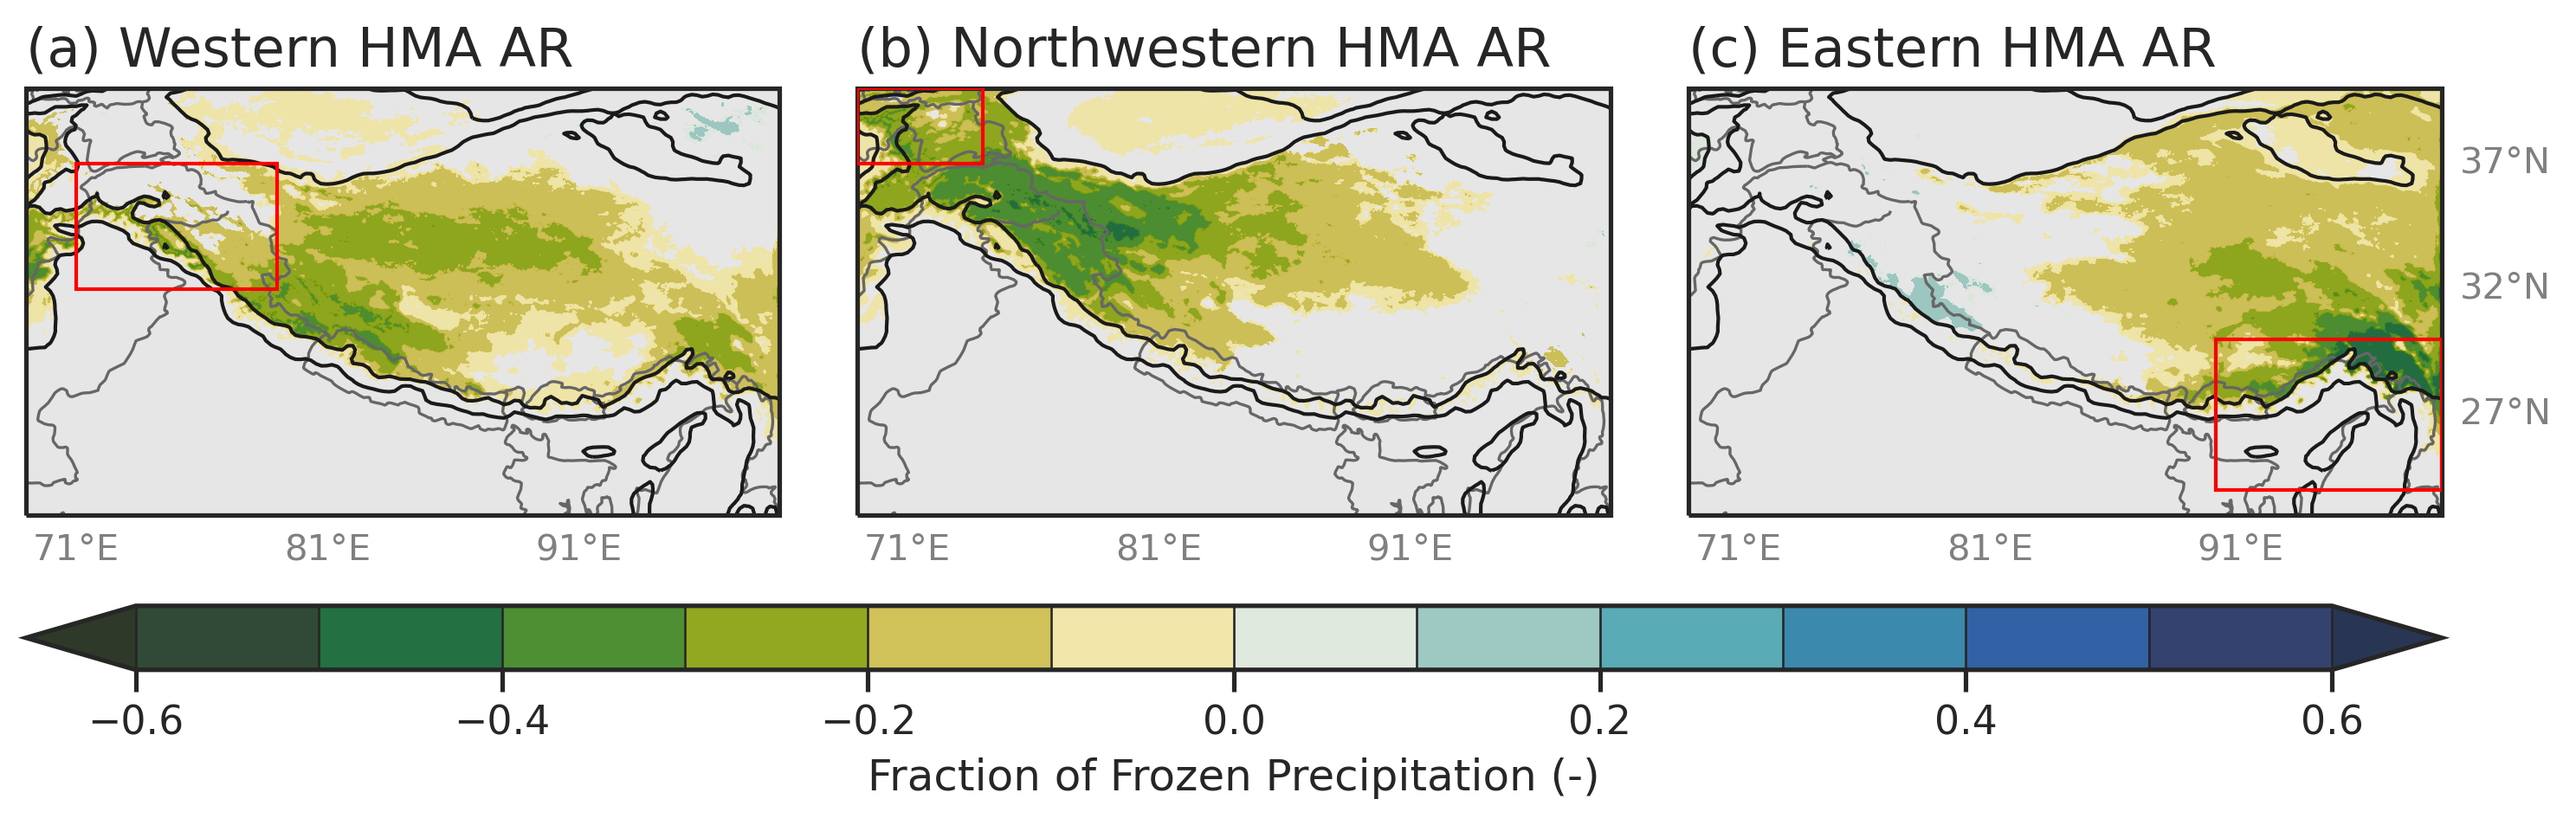 (a) Western HMA AR
(b) Northwestern HMA AR
(c) Eastern HMA AR
37°N
32°N
27°N
71°E 81°E 91°E
71°E 81°E 91°E
71°E 81°E 91°E
−0.6 −0.4 −0.2 0.0 0.2 0.4 0.6
Fraction of Frozen Precipitation (-)